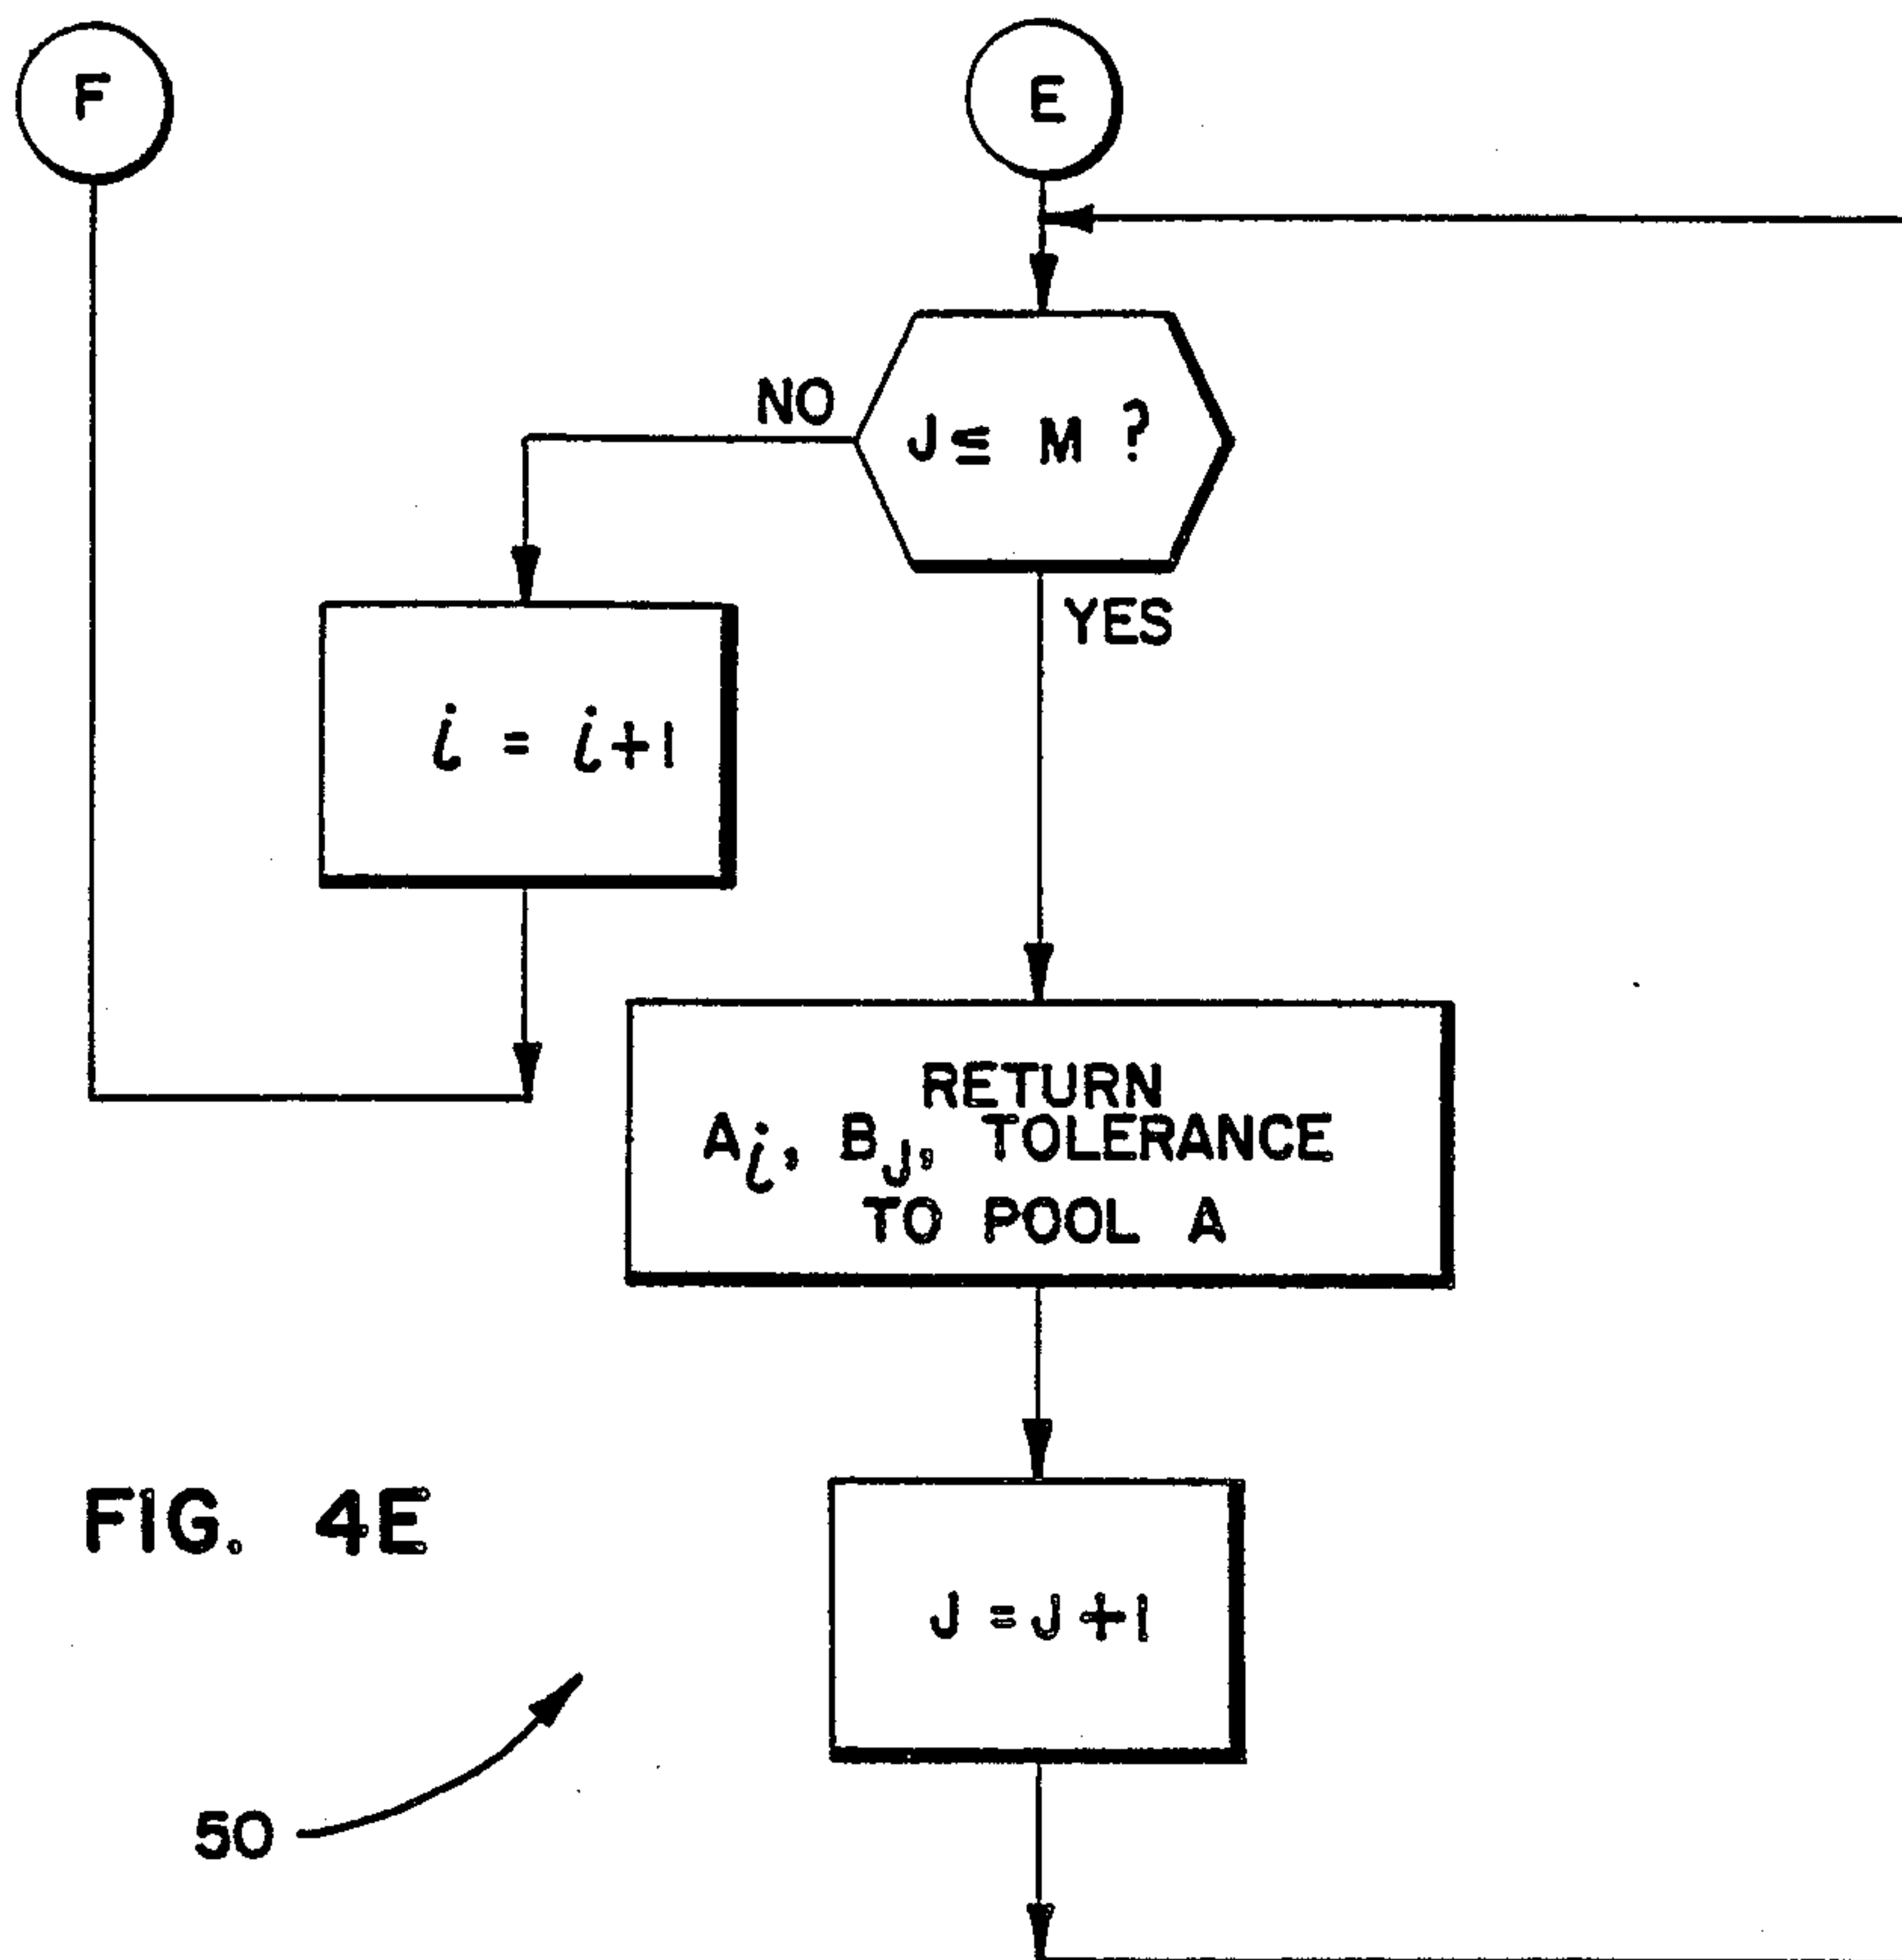 F
E
NO
J ≦ M ?
YES
i = i+1
RETURN
Ai, BJ, TOLERANCE
TO POOL A
FIG. 4E
J = J+1
50